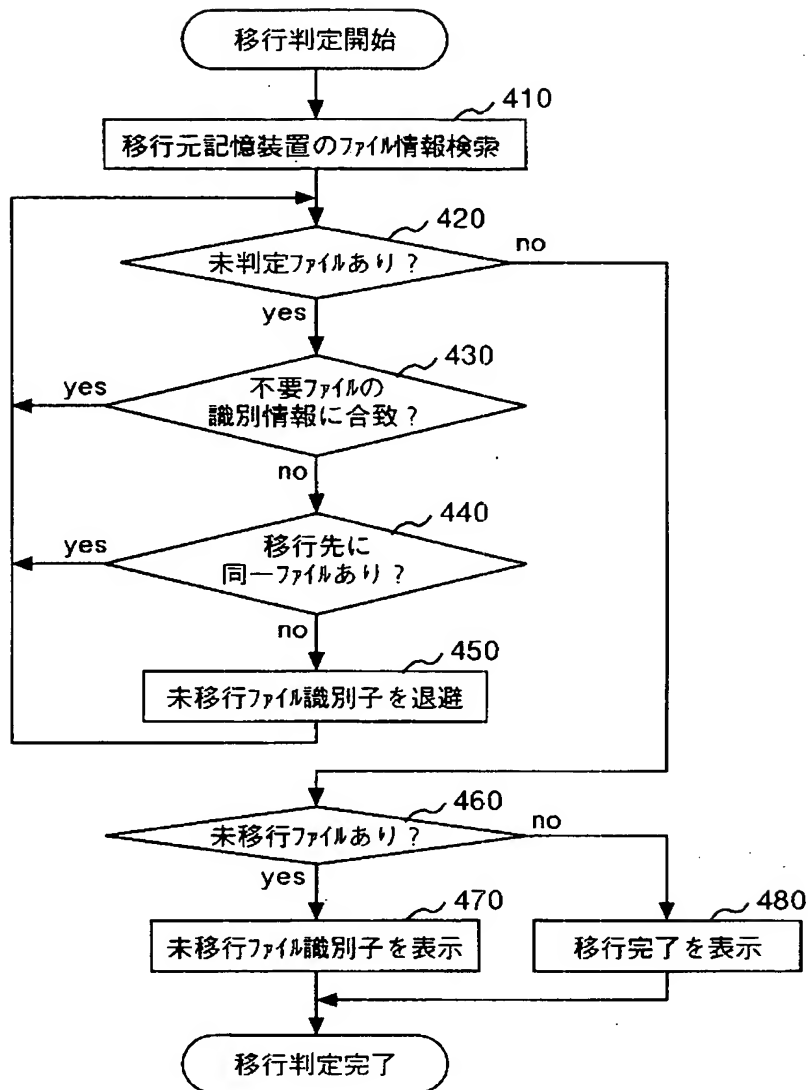 移行判定開始
410
移行元記憶装置のファイル情報検索
420
no
未判定ファイルあり?
yes
430
yes
不要ファイルの
識別情報に合致?
no
440
yes
移行先に
同一ファイルあり?
no
450
未移行ファイル識別子を退避
460
no
未移行ファイルあり?
yes
470
480
未移行ファイル識別子を表示
移行完了を表示
移行判定完了